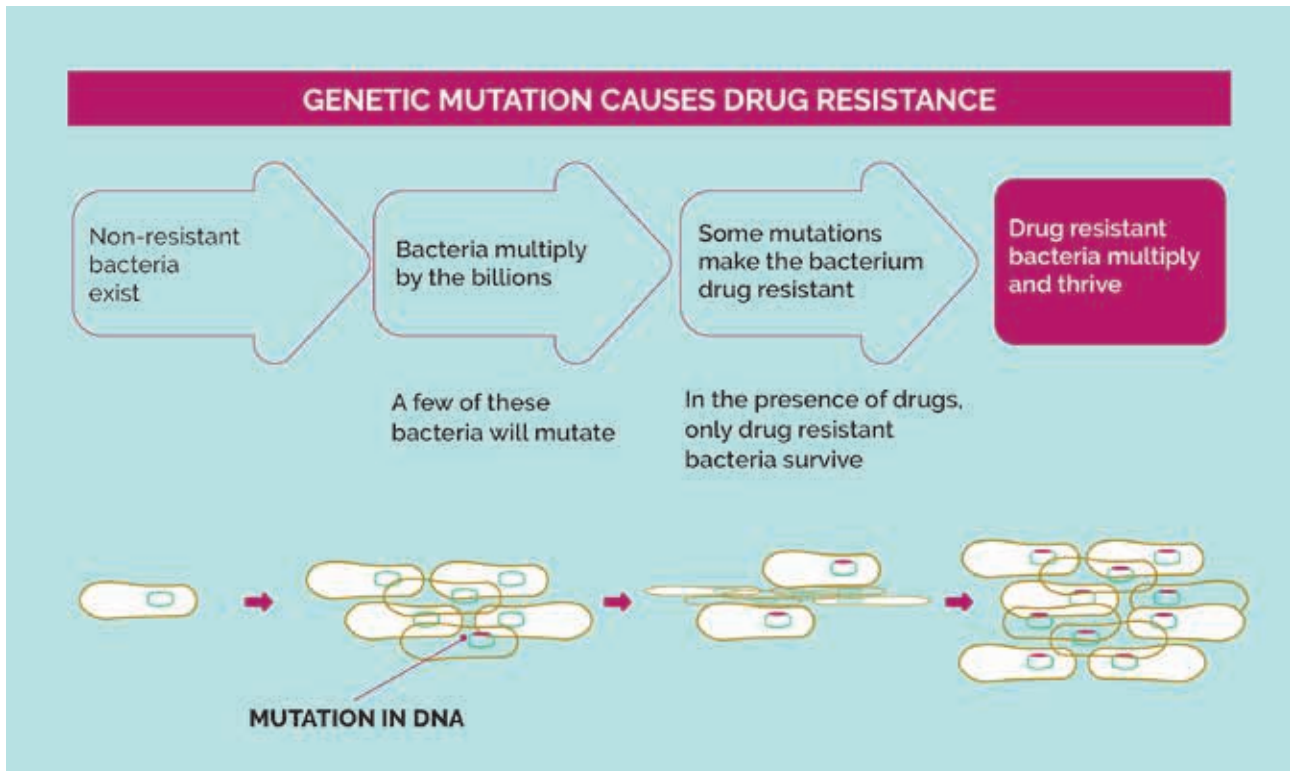 GENETIC MUTATION CAUSES DRUG RESISTANCE
Non-resistant
bacteria
exist
Bacteria multiply
by the billions
Some mutations
make the bacterium
drug resistant
Drug resistant
bacteria multiply
and thrive
A few of these
bacteria will mutate
In the presence of drugs,
only drug resistant
bacteria survive
MUTATION IN DNA